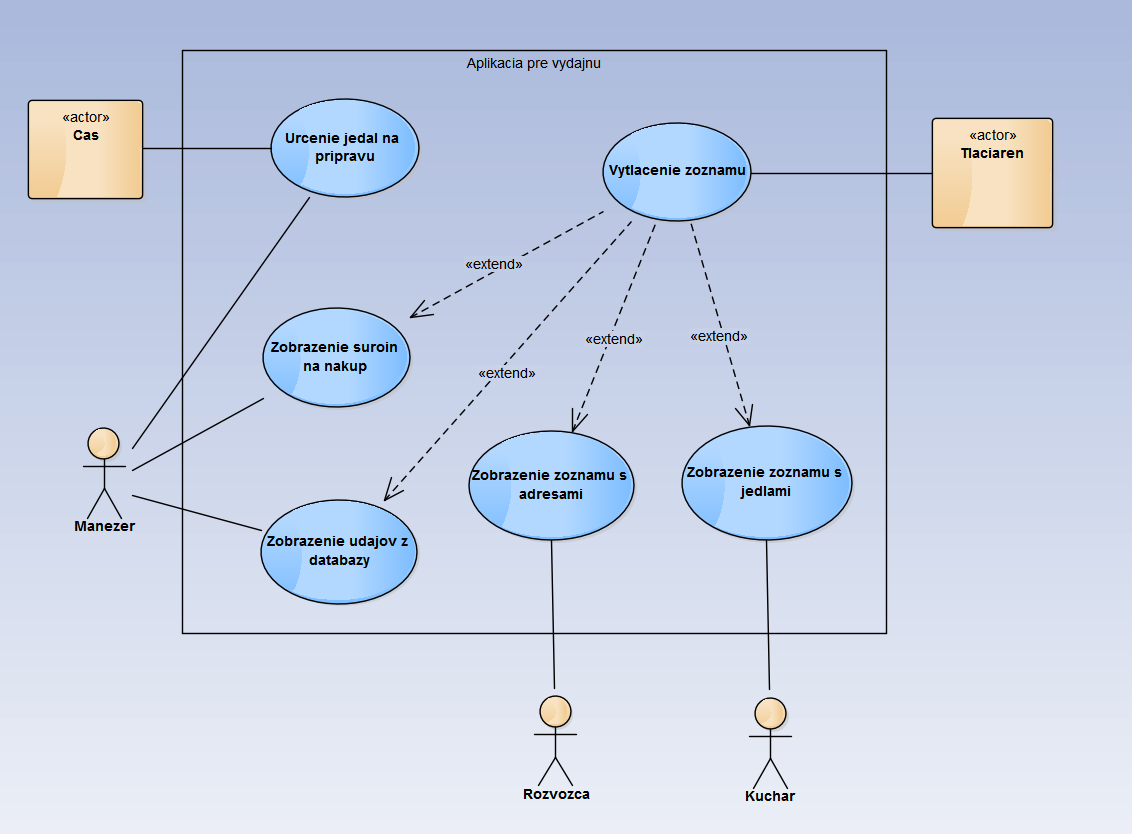 Aplikacia pre vydajnu
«actor»
Cas
Urcenie jedal na
pripravu
Vytlacenie zoznamu
«actor»
Tlaciaren
«extend»
«extend»
«extend»
«extend»
Zobrazenie suroin
na nakup
Manezer
Zobrazenie udajov z
databazy
Zobrazenie zoznamu s
adresami
Zobrazenie zoznamu s
jedlami
Rozvozca
Kuchar